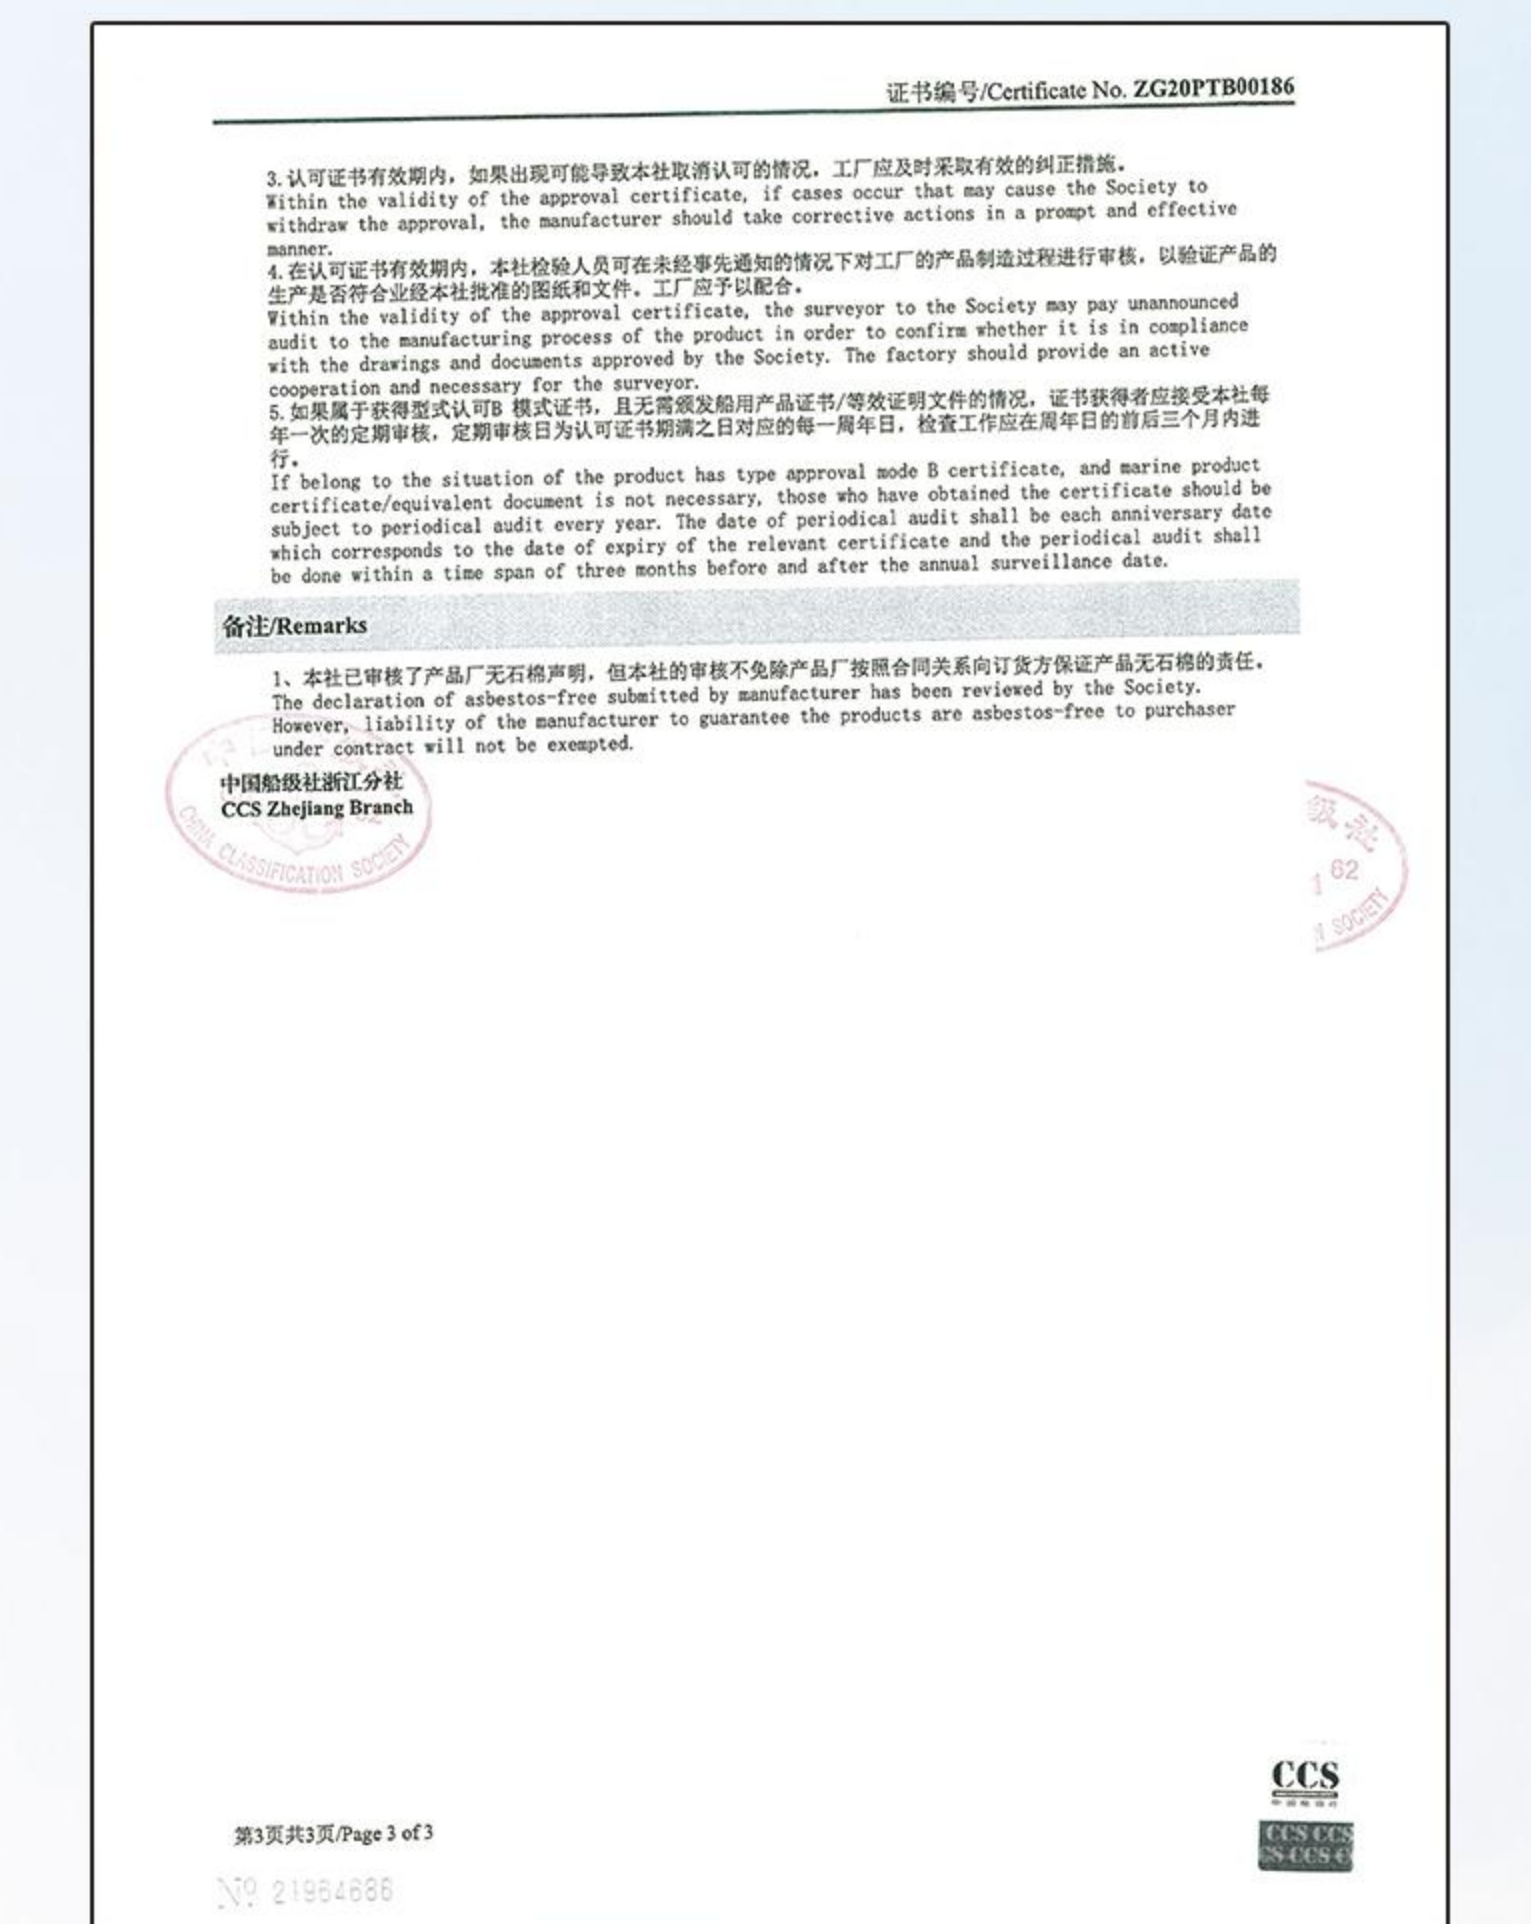 证书编号/Certificate No. ZG20PTB00186
3. 认可证书有效期内，如果出现可能导致本社取消认可的情况，工厂应及时采取有效的纠正措施。
Within the validity of the approval certificate, if cases occur that may cause the Society to
withdraw the approval, the manufacturer should take corrective actions in a prompt and effective
manner.
4. 在认可证书有效期内，本社检验人员可在未经事先通知的情况下对工厂的产品制造过程进行审核，以验证产品的
生产是否符合业经本社批准的图纸和文件。工厂应予以配合。
Within the validity of the approval certificate, the surveyor to the Society may pay unannounced
audit to the manufacturing process of the product in order to confirm whether it is in compliance
with the drawings and documents approved by the Society. The factory should provide an active
cooperation and necessary for the surveyor.
5. 如果属于获得型式认可B 模式证书，且无需颁发船用产品证书/等效证明文件的情况，证书获得者应接受本社每
年一次的定期审核，定期审核日为认可证书期满之日对应的每一周年日，检查工作应在周年日的前后三个月内进
行。
If belong to the situation of the product has type approval mode B certificate, and marine product
certificate/equivalent document is not necessary, those who have obtained the certificate should be
subject to periodical audit every year. The date of periodical audit shall be each anniversary date
which corresponds to the date of expiry of the relevant certificate and the periodical audit shall
be done within a time span of three months before and after the annual surveillance date.
备注/Remarks
1、本社已审核了产品厂无石棉声明，但本社的审核不免除产品厂按照合同关系向订货方保证产品无石棉的责任。
The declaration of asbestos-free submitted by manufacturer has been reviewed by the Society.
However, liability of the manufacturer to guarantee the products are asbestos-free to purchaser
under contract will not be exempted.
中国船级社浙江分社
CCS Zhejiang Branch
CHINA CLASSIFICATION SOCIETY
级社
1 62
N SOCIETY
CCS
中国船级社
CCS CCS
CS CCS C
第3页共3页/Page 3 of 3
№ 21964686